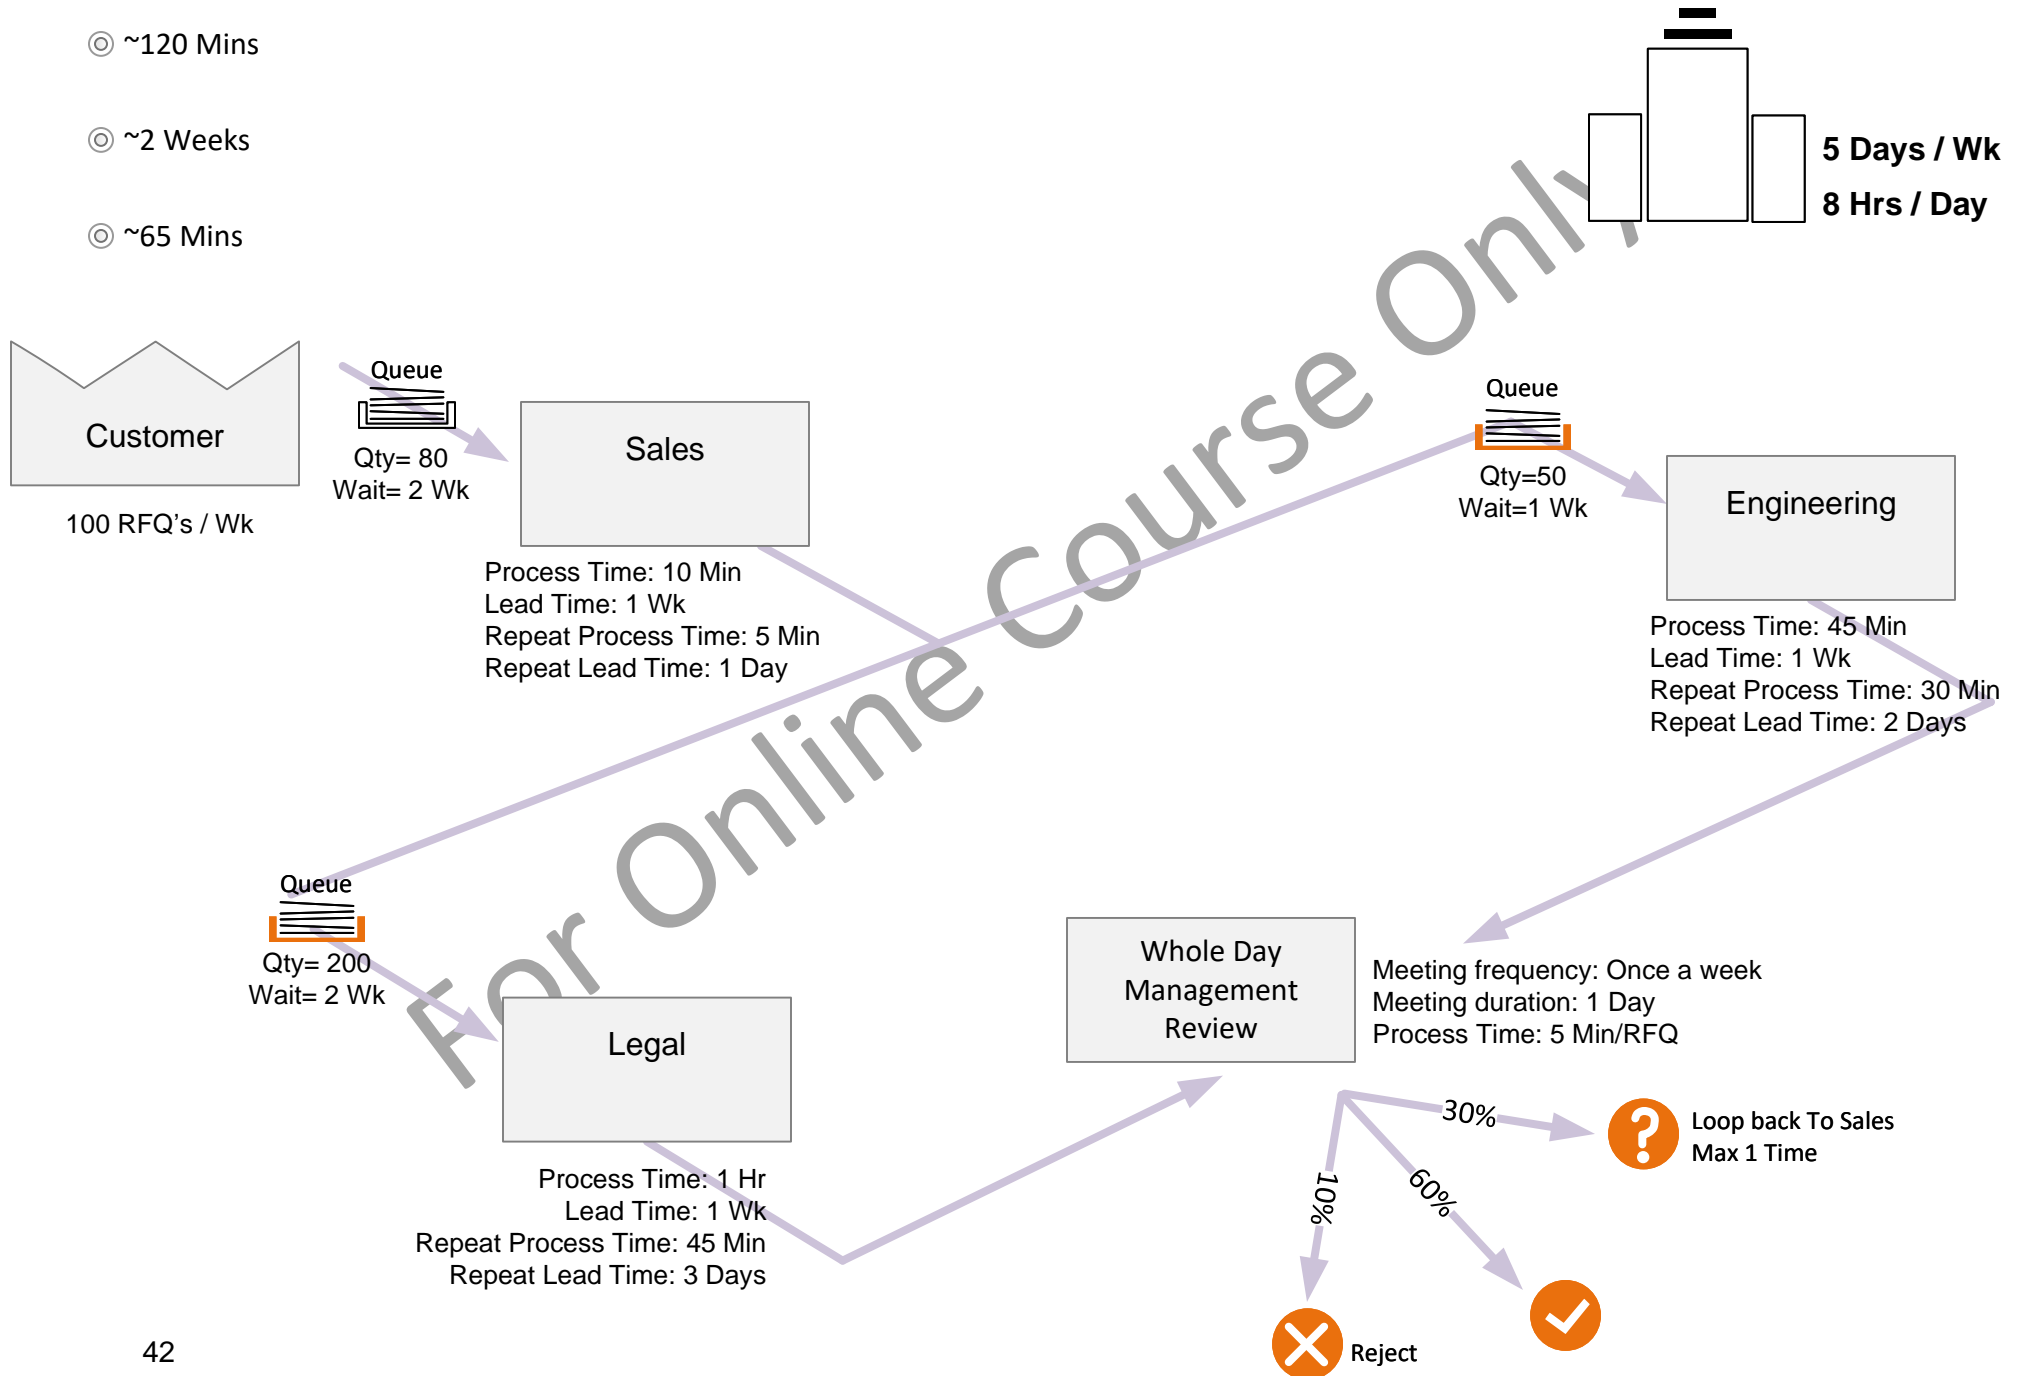 ~120 Mins
~2 Weeks
~65 Mins
5 Days / Wk
8 Hrs / Day
Customer
100 RFQ's / Wk
Queue
Qty= 80
Wait= 2 Wk
Sales
Process Time: 10 Min
Lead Time: 1 Wk
Repeat Process Time: 5 Min
Repeat Lead Time: 1 Day
Queue
Qty=50
Wait=1 Wk
Engineering
Process Time: 45 Min
Lead Time: 1 Wk
Repeat Process Time: 30 Min
Repeat Lead Time: 2 Days
For Online Course Only
Queue
Qty= 200
Wait= 2 Wk
Legal
Process Time: 1 Hr
Lead Time: 1 Wk
Repeat Process Time: 45 Min
Repeat Lead Time: 3 Days
Whole Day
Management
Review
Meeting frequency: Once a week
Meeting duration: 1 Day
Process Time: 5 Min/RFQ
30%
Loop back To Sales
Max 1 Time
60%
10%
Reject
42